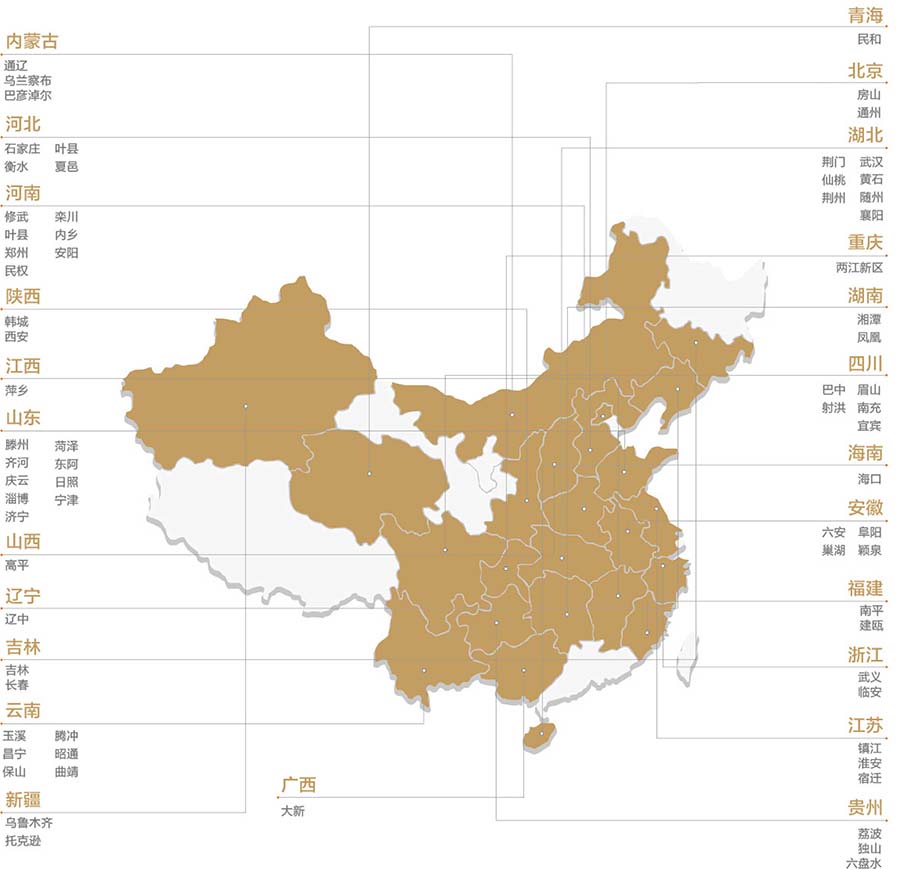 内蒙古
通辽
乌兰察布
巴彦淖尔
河北
石家庄 叶县
衡水 夏邑
河南
修武 栾川
叶县 内乡
郑州 安阳
民权
陕西
韩城
西安
江西
萍乡
山东
滕州 菏泽
齐河 东阿
庆云 日照
淄博 宁津
济宁
山西
高平
辽宁
辽中
吉林
吉林
长春
云南
玉溪 腾冲
昌宁 昭通
保山 曲靖
新疆
乌鲁木齐
托克逊
广西
大新
青海
民和
北京
房山
通州
湖北
荆门 武汉
仙桃 黄石
荆州 随州
襄阳
重庆
两江新区
湖南
湘潭
凤凰
四川
巴中 眉山
射洪 南充
宜宾
海南
海口
安徽
六安 阜阳
巢湖 颍泉
福建
南平
建瓯
浙江
武义
临安
江苏
镇江
淮安
宿迁
贵州
荔波
独山
六盘水